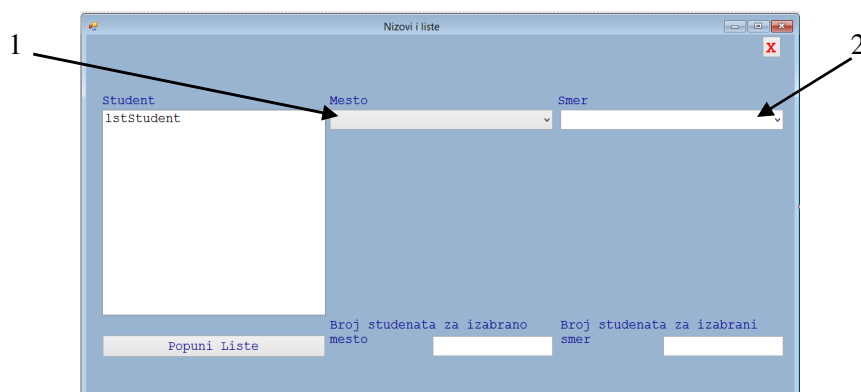 Nizovi i liste
1
2
X
Student
Mesto
Smer
lstStudent
Broj studenata za izabrano
mesto
Broj studenata za izabrani
smer
Popuni Liste